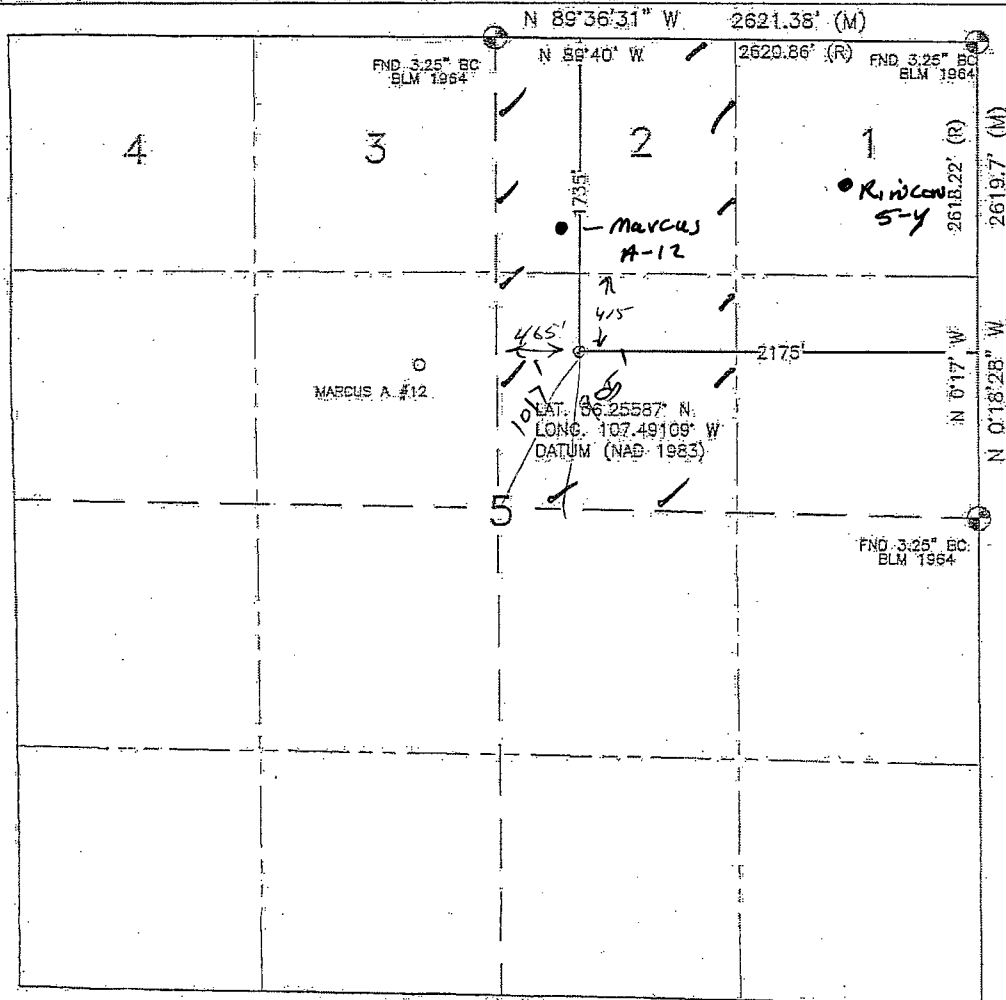 N 89°36'31" W 2621.38' (M)
N 89°40' W 2620.86' (R)
FND 3.25" BC
BLM 1964
FND 3.25" BC
BLM 1964
4
3
2
1
2618.22' (R)
2619.7' (M)
1735'
Rincon
5-Y
Marcus
A-12
415
465'
2175'
N 0°17' W
N 0°18'28" W
MARCUS A #12
1017
LAT. 36.25587° N
LONG. 107.49109° W
DATUM (NAD 1983)
5
FND 3.25" BC
BLM 1964